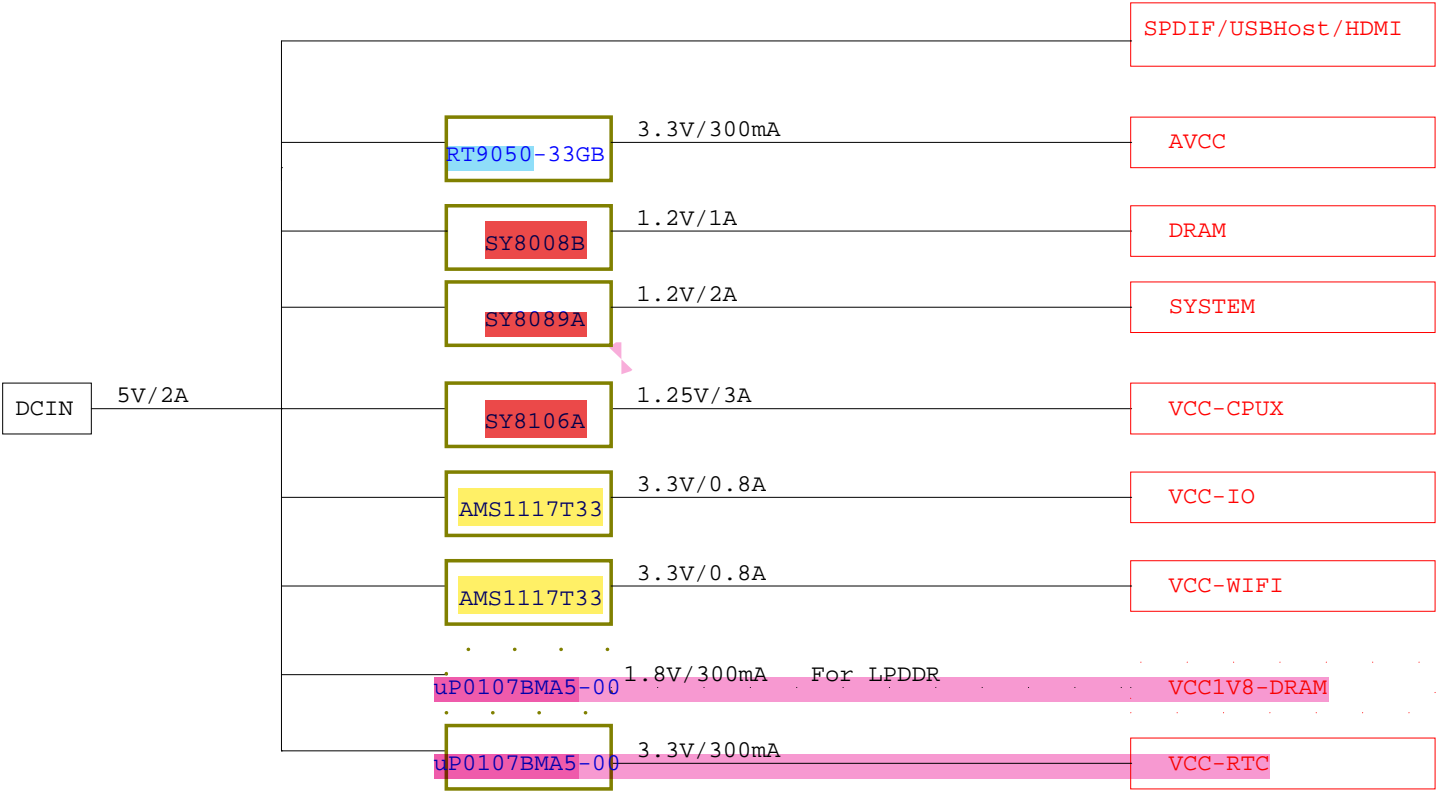 SPDIF/USBHost/HDMI
3.3V/300mA
RT9050-33GB
AVCC
1.2V/1A
SY8008B
DRAM
1.2V/2A
SY8089A
SYSTEM
DCIN
5V/2A
1.25V/3A
SY8106A
VCC-CPUX
3.3V/0.8A
AMS1117T33
VCC-IO
3.3V/0.8A
AMS1117T33
VCC-WIFI
1.8V/300mA For LPDDR
uP0107BMA5-00
VCC1V8-DRAM
3.3V/300mA
uP0107BMA5-00
VCC-RTC